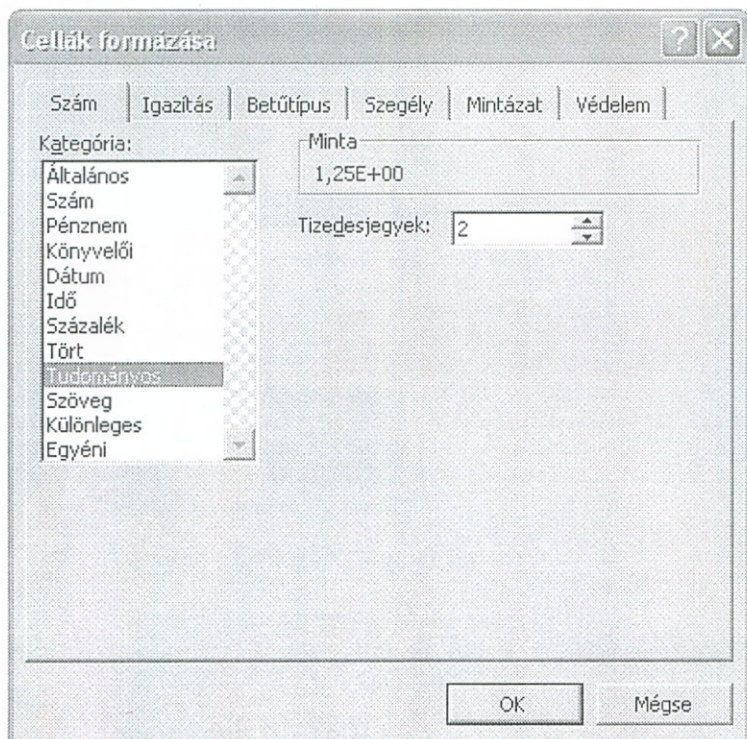 Cellák formázása
Szám Igazítás Betűtípus Szegély Mintázat Védelem
Kategória:
Általános
Szám
Pénznem
Könyvelői
Dátum
Idő
Százalék
Tört
Tudományos
Szöveg
Különleges
Egyéni
Minta
1,25E+00
Tizedesjegyek: 2
OK Mégse